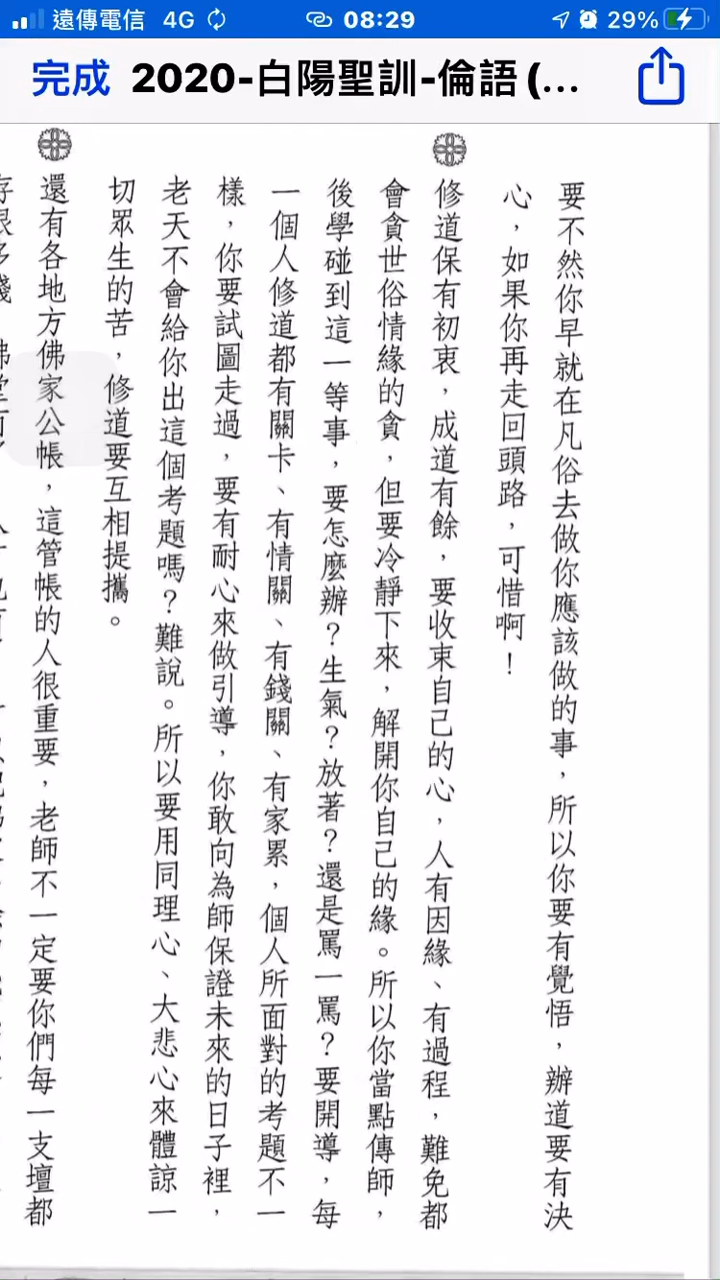 遠傳電信 4G 08:29 29%
完成 2020-白陽聖訓-倫語(...
要不然你早就在凡俗去做你應該做的事，所以你要有覺悟，辦道要有決
心，如果你再走回頭路，可惜啊！
修道保有初衷，成道有餘，要收束自己的心，人有因緣、有過程，難免都
會貪世俗情緣的貪，但要冷靜下來，解開你自己的緣。所以你當點傳師，
後學碰到這一等事，要怎麼辦？生氣？放著？還是罵一罵？要開導，每
一個人修道都有關卡、有情關、有錢關、有家累，個人所面對的考題不一
樣，你要試圖走過，要有耐心來做引導，你敢向為師保證未來的日子裡，
老天不會給你出這個考題嗎？難說。所以要用同理心、大悲心來體諒一
切眾生的苦，修道要互相提攜。
還有各地方佛家公帳，這管帳的人很重要，老師不一定要你們每一支壇都